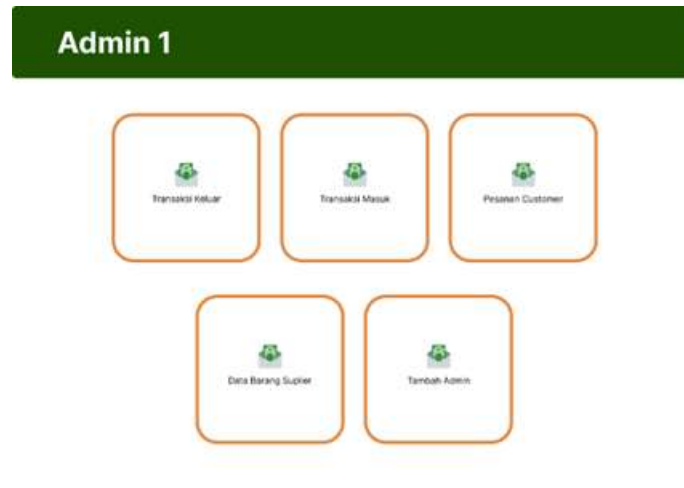 Admin 1
Transaksi Keluar
Transaksi Masuk
Pesanan Customer
Data Barang Suplier
Tambah Admin